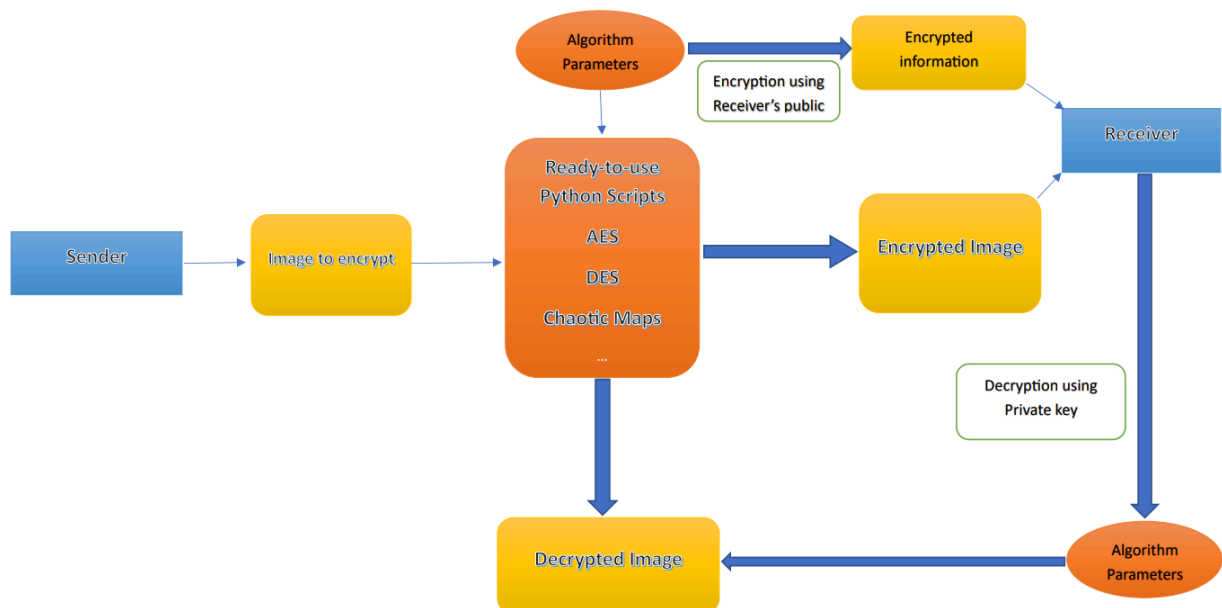 Algorithm
Parameters
Encrypted
information
Encryption using
Receiver's public
Receiver
Ready-to-use
Python Scripts
AES
DES
Chaotic Maps
...
Sender
Image to encrypt
Encrypted Image
Decryption using
Private key
Decrypted Image
Algorithm
Parameters